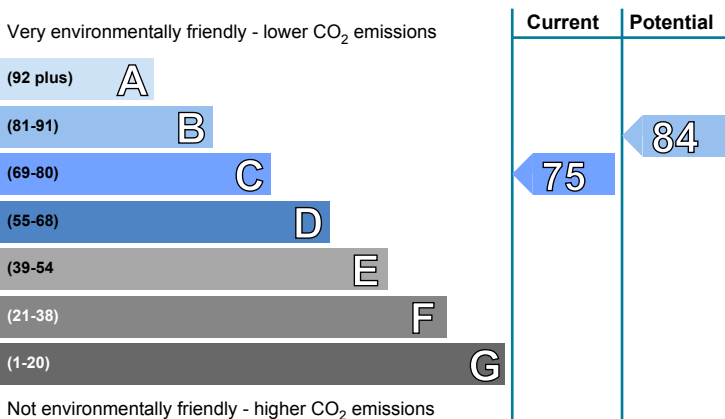 Very environmentally friendly - lower CO2 emissions
Current
Potential
(92 plus) A
(81-91) B
84
(69-80) C
75
(55-68) D
(39-54 E
(21-38) F
(1-20) G
Not environmentally friendly - higher CO2 emissions